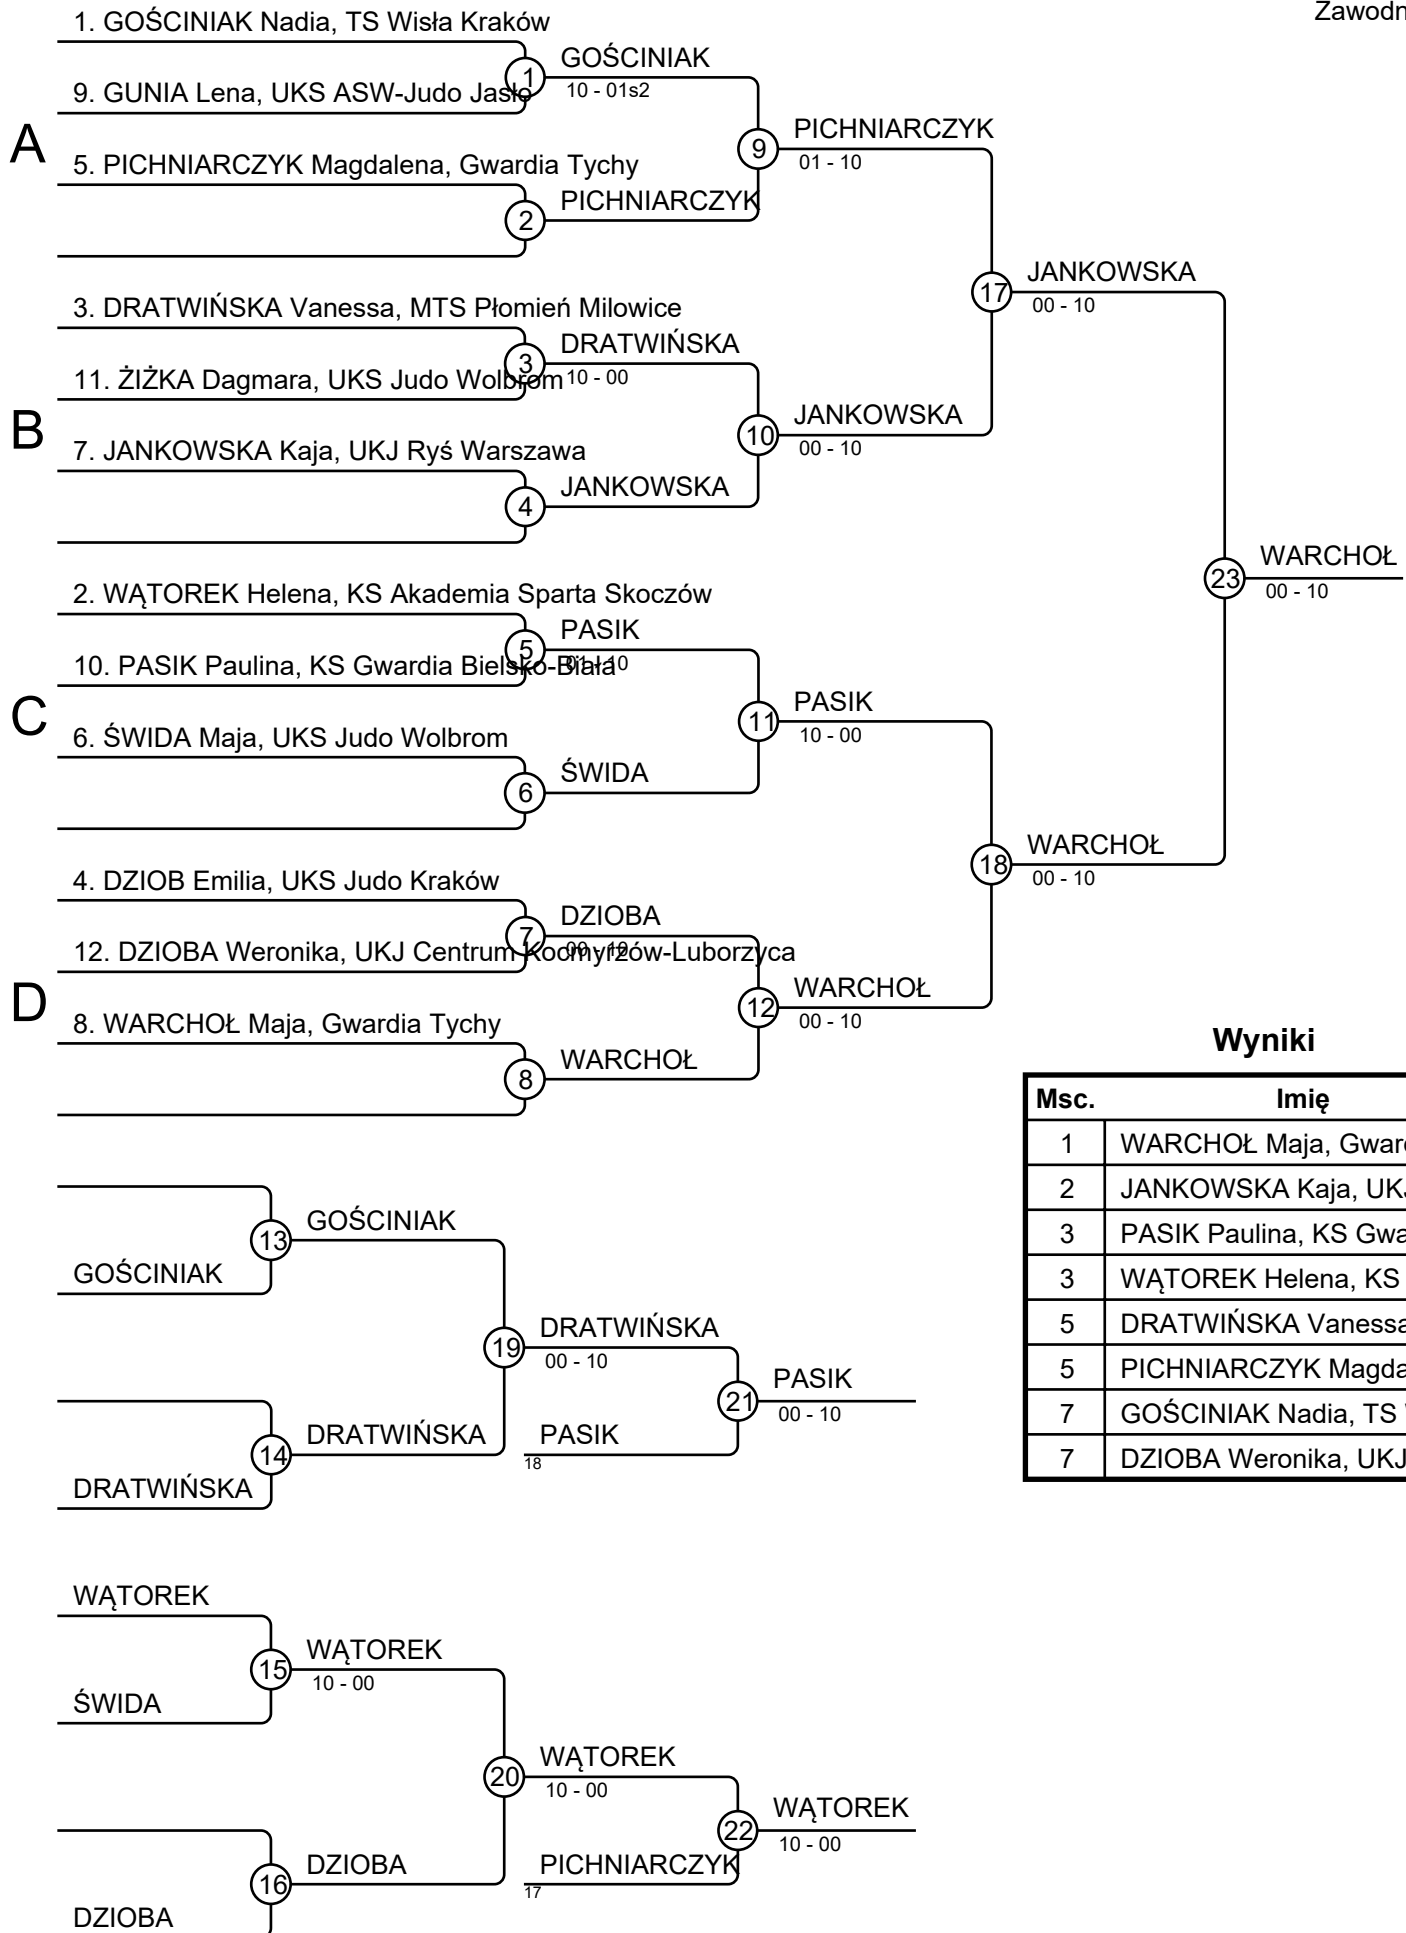 Zawodn
1. GOŚCINIAK Nadia, TS Wisła Kraków
1
GOŚCINIAK
10 - 01s2
9. GUNIA Lena, UKS ASW-Judo Jasło
A
9
PICHNIARCZYK
01 - 10
5. PICHNIARCZYK Magdalena, Gwardia Tychy
2
PICHNIARCZYK
17
JANKOWSKA
00 - 10
3. DRATWIŃSKA Vanessa, MTS Płomień Milowice
3
DRATWIŃSKA
10 - 00
11. ŻIŻKA Dagmara, UKS Judo Wolbrom
B
10
JANKOWSKA
00 - 10
7. JANKOWSKA Kaja, UKJ Ryś Warszawa
4
JANKOWSKA
23
WARCHOŁ
00 - 10
2. WĄTOREK Helena, KS Akademia Sparta Skoczów
5
PASIK
01 - 10
10. PASIK Paulina, KS Gwardia Bielsko-Biała
C
11
PASIK
10 - 00
6. ŚWIDA Maja, UKS Judo Wolbrom
6
ŚWIDA
18
WARCHOŁ
00 - 10
4. DZIOB Emilia, UKS Judo Kraków
7
DZIOBA
00 - 10
12. DZIOBA Weronika, UKJ Centrum Kocmyrzów-Luborzyca
D
12
WARCHOŁ
00 - 10
8. WARCHOŁ Maja, Gwardia Tychy
8
WARCHOŁ
Wyniki
Msc. Imię
1 WARCHOŁ Maja, Gward
2 JANKOWSKA Kaja, UKJ
3 PASIK Paulina, KS Gwa
3 WĄTOREK Helena, KS
5 DRATWIŃSKA Vanessa
5 PICHNIARCZYK Magda
7 GOŚCINIAK Nadia, TS
7 DZIOBA Weronika, UKJ
13
GOŚCINIAK
GOŚCINIAK
19
DRATWIŃSKA
00 - 10
21
PASIK
00 - 10
14
DRATWIŃSKA
PASIK
18
DRATWIŃSKA
WĄTOREK
15
WĄTOREK
10 - 00
ŚWIDA
20
WĄTOREK
10 - 00
22
WĄTOREK
10 - 00
16
DZIOBA
PICHNIARCZYK
17
DZIOBA